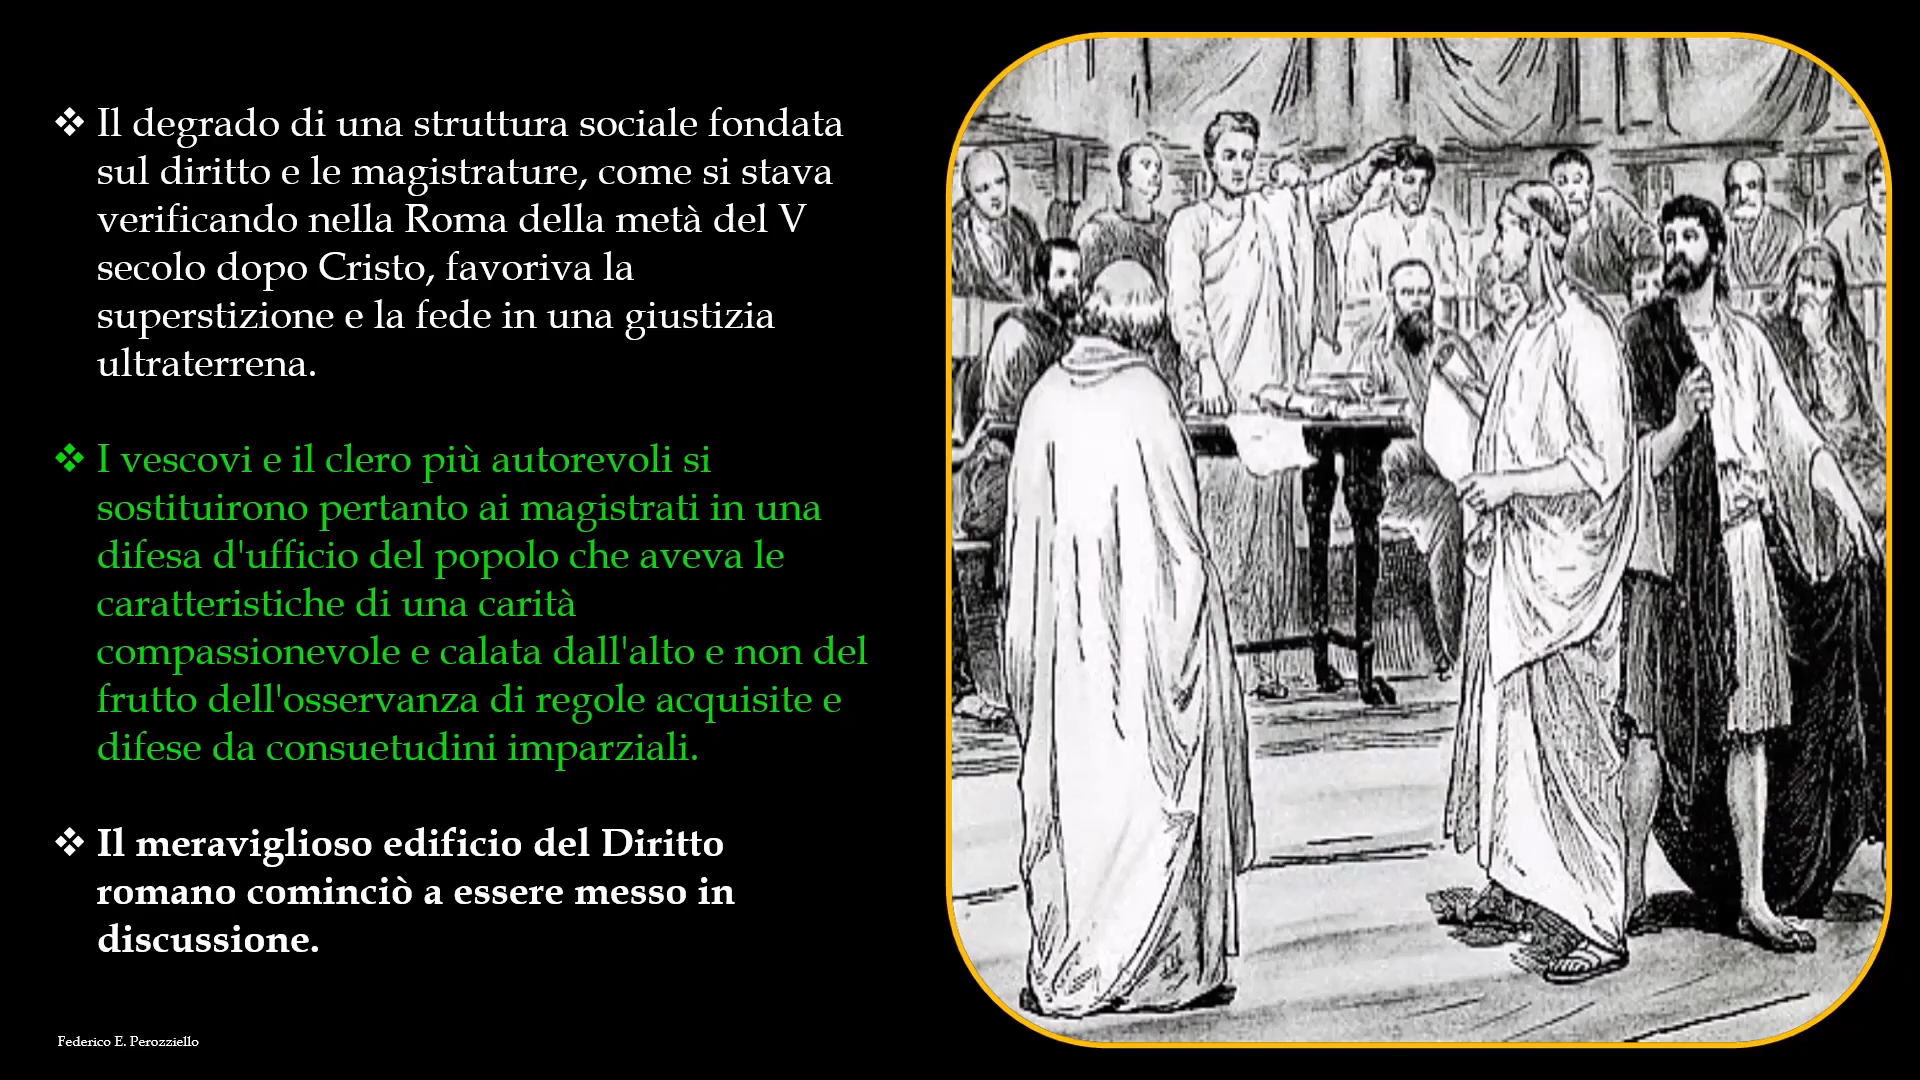 ❖ Il degrado di una struttura sociale fondata
sul diritto e le magistrature, come si stava
verificando nella Roma della metà del V
secolo dopo Cristo, favoriva la
superstizione e la fede in una giustizia
ultraterrena.
❖ I vescovi e il clero più autorevoli si
sostituirono pertanto ai magistrati in una
difesa d'ufficio del popolo che aveva le
caratteristiche di una carità
compassionevole e calata dall'alto e non del
frutto dell'osservanza di regole acquisite e
difese da consuetudini imparziali.
❖ Il meraviglioso edificio del Diritto
romano cominciò a essere messo in
discussione.
Federico E. Perozziello